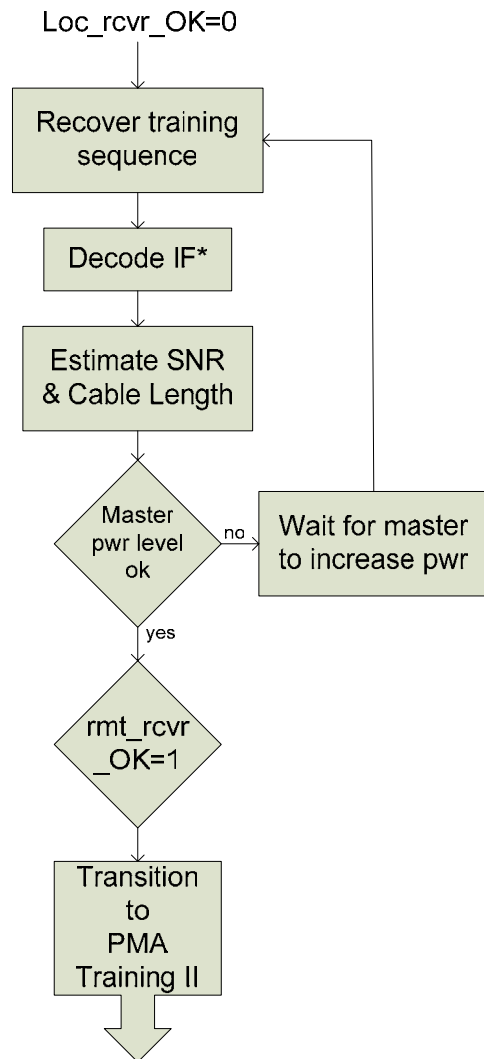 Loc_rcvr_OK=0
Recover training
sequence
Decode IF*
Estimate SNR
& Cable Length
Master
pwr level
ok
no
Wait for master
to increase pwr
yes
rmt_rcvr
_OK=1
Transition
to
PMA
Training II